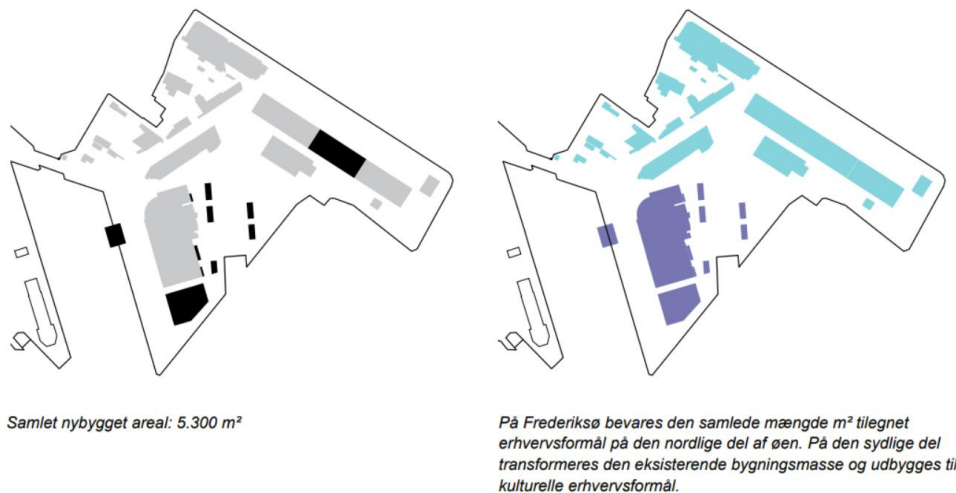 Samlet nybygget areal: 5.300 m²
På Frederiksø bevares den samlede mængde m² tilegnet
erhvervsformål på den nordlige del af øen. På den sydlige del
transformeres den eksisterende bygningsmasse og udbygges til
kulturelle erhvervsformål.